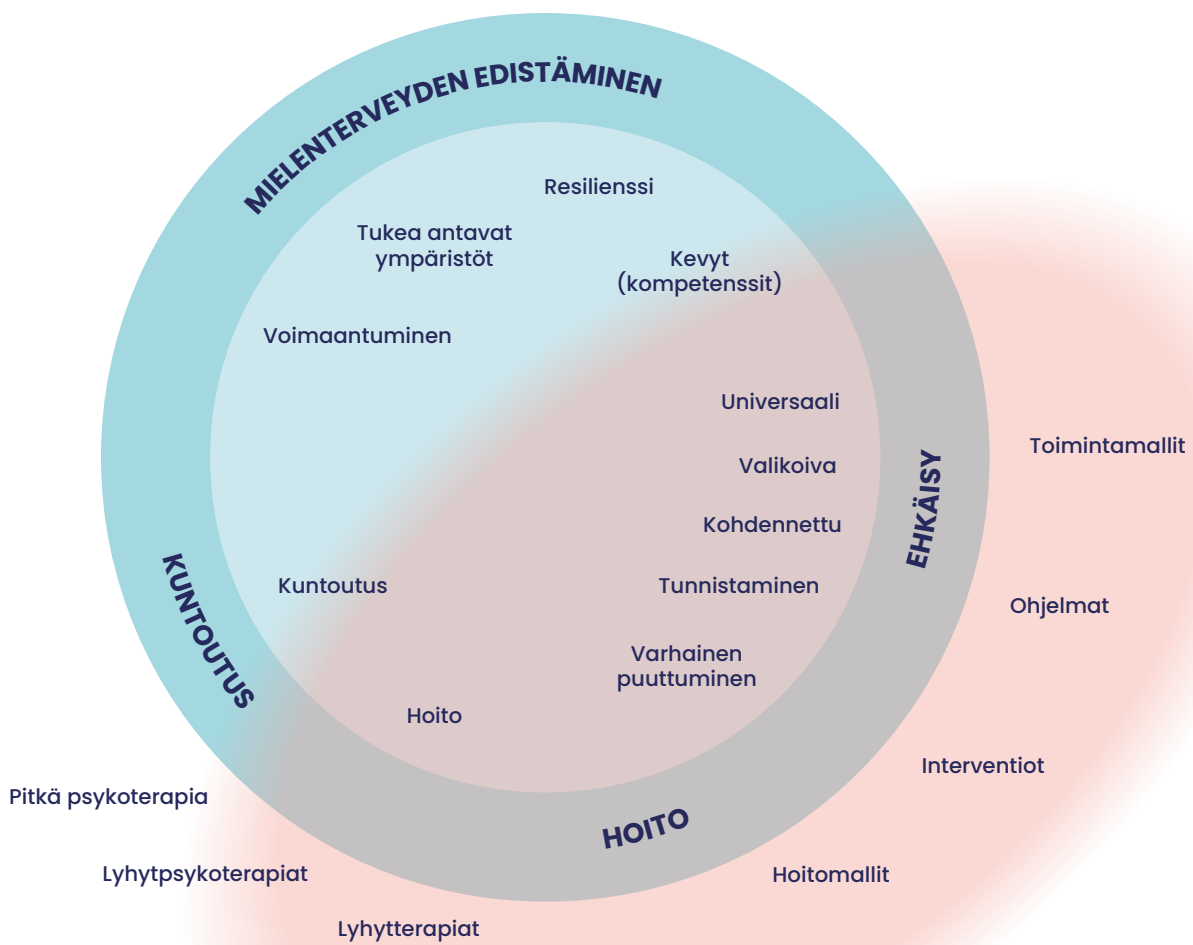 MIELENTERVEYDEN EDISTÄMINEN
Resilienssi
Tukea antavat
ympäristöt
Kevyt
(kompetenssit)
Voimaantuminen
Universaali
Toimintamallit
Valikoiva
EHKÄISY
Kohdennettu
KUNTOUTUS
Kuntoutus
Tunnistaminen
Ohjelmat
Varhainen
puuttuminen
Hoito
Interventiot
Pitkä psykoterapia
HOITO
Lyhytpsykoterapiat
Hoitomallit
Lyhytterapiat